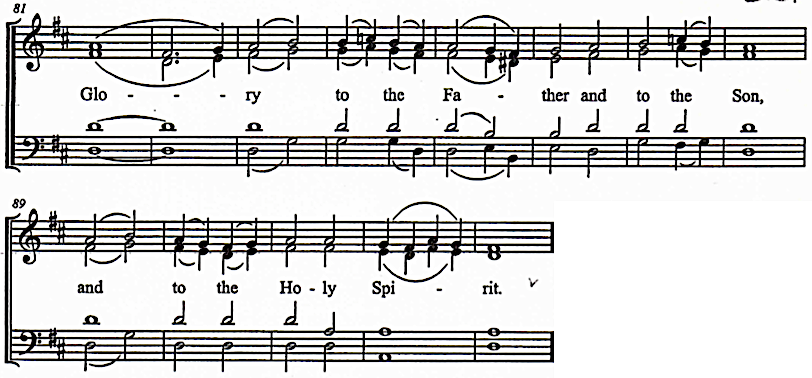 81
Glo - - - ry to the Fa - ther and to the Son,
89
and to the Ho - ly Spi - rit.